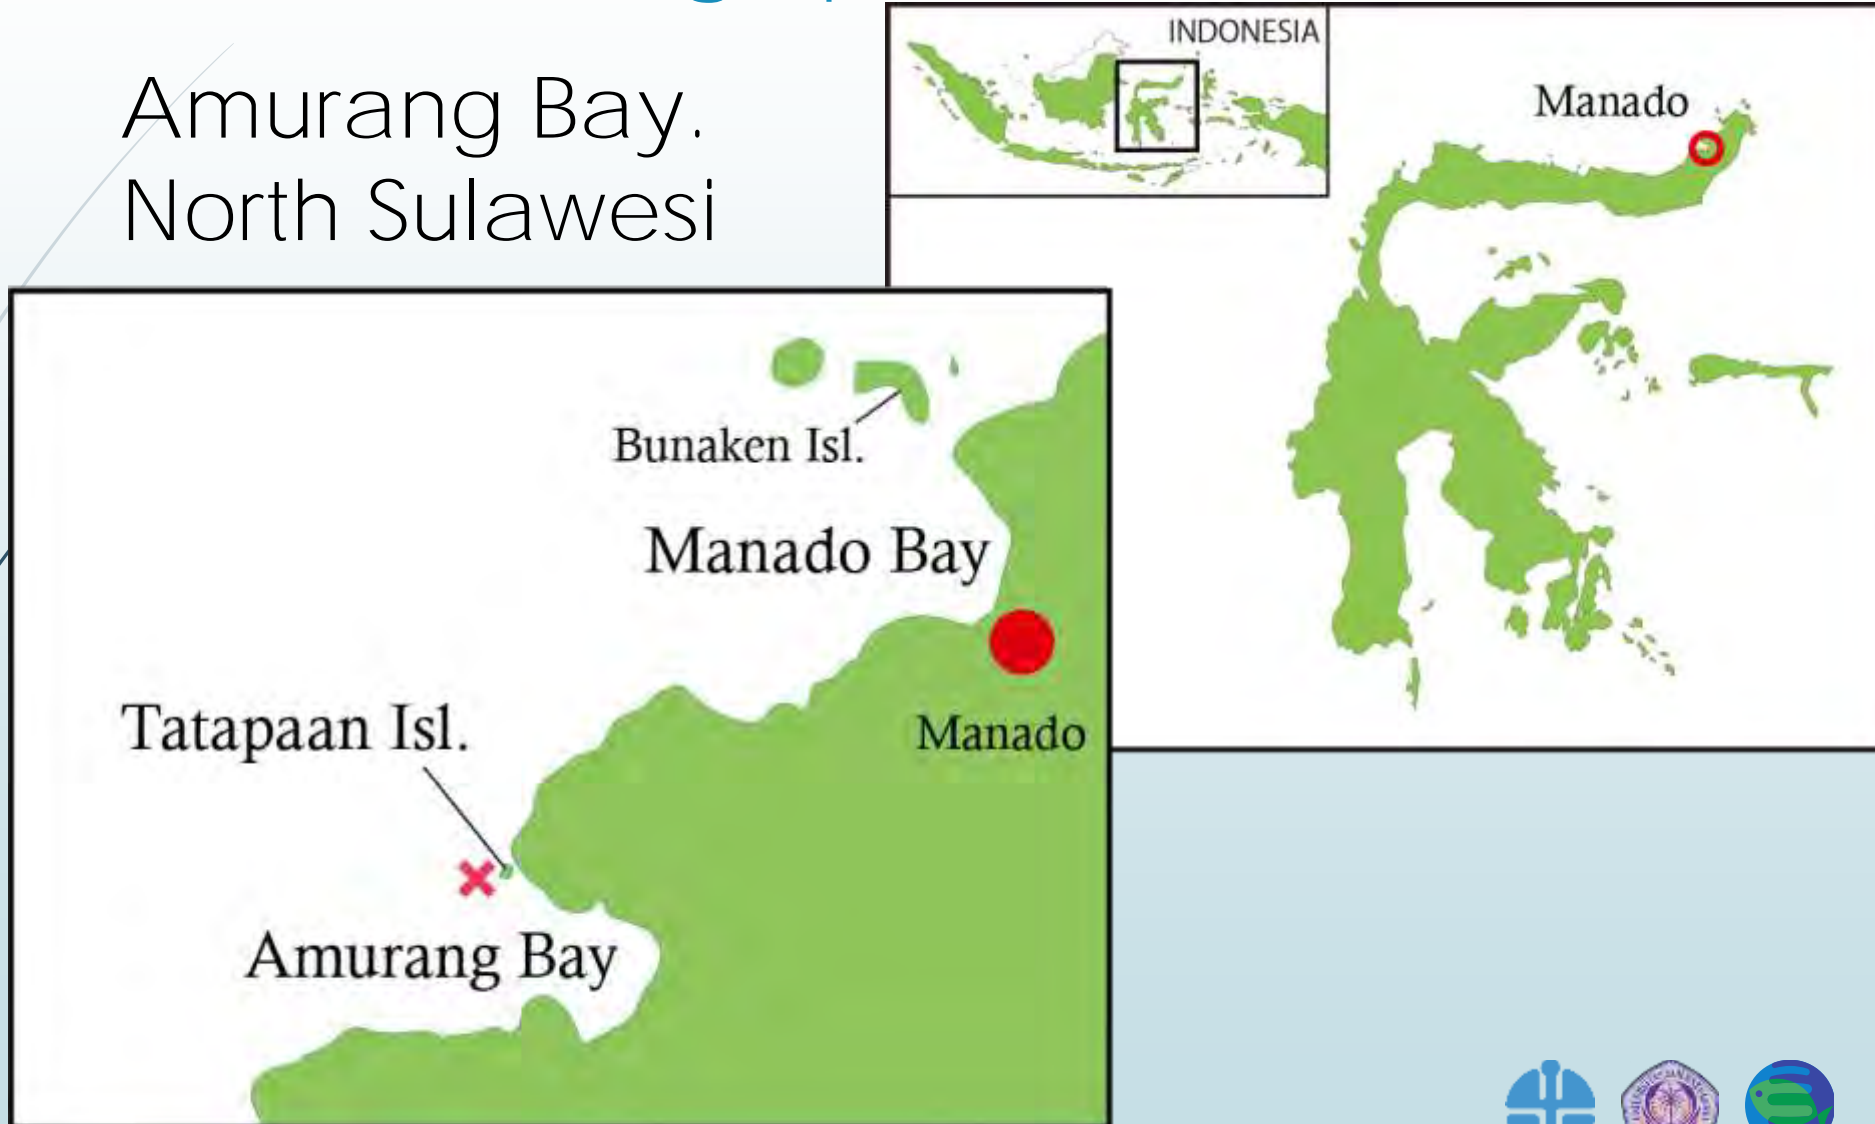 Amurang Bay.
North Sulawesi
INDONESIA
Manado
Bunaken Isl.
Manado Bay
Manado
Tatapaan Isl.
Amurang Bay